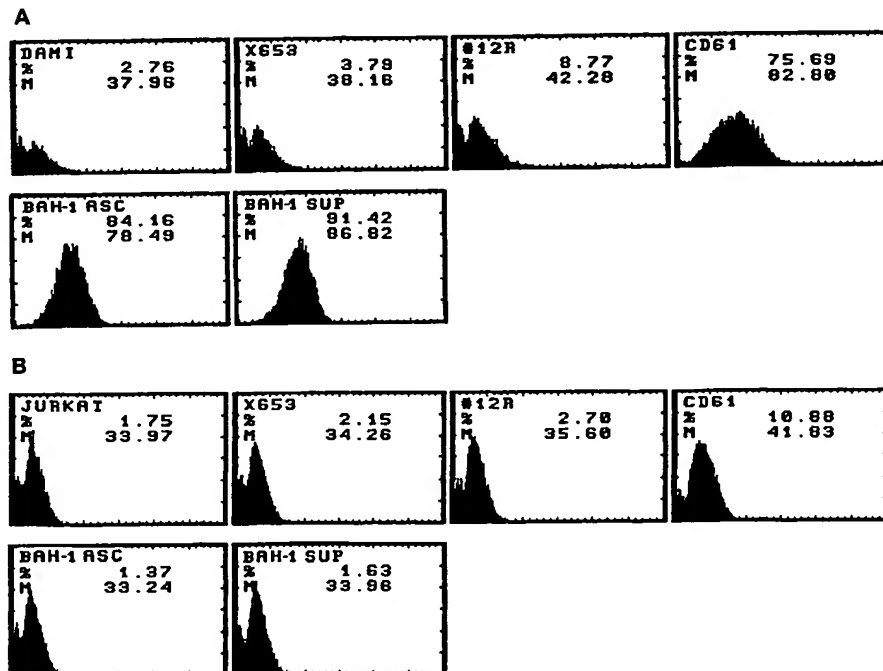 A
DAMI
% 2.76
M 37.96
X653
% 3.79
M 38.16
#12R
% 8.77
M 42.28
CD61
% 75.69
M 82.80
BAH-1 ASC
% 84.16
M 78.49
BAH-1 SUP
% 91.42
M 86.82
B
JURKAT
% 1.75
M 33.97
X653
% 2.15
M 34.26
#12R
% 2.70
M 35.60
CD61
% 10.88
M 41.83
BAH-1 ASC
% 1.37
M 33.24
BAH-1 SUP
% 1.63
M 33.96